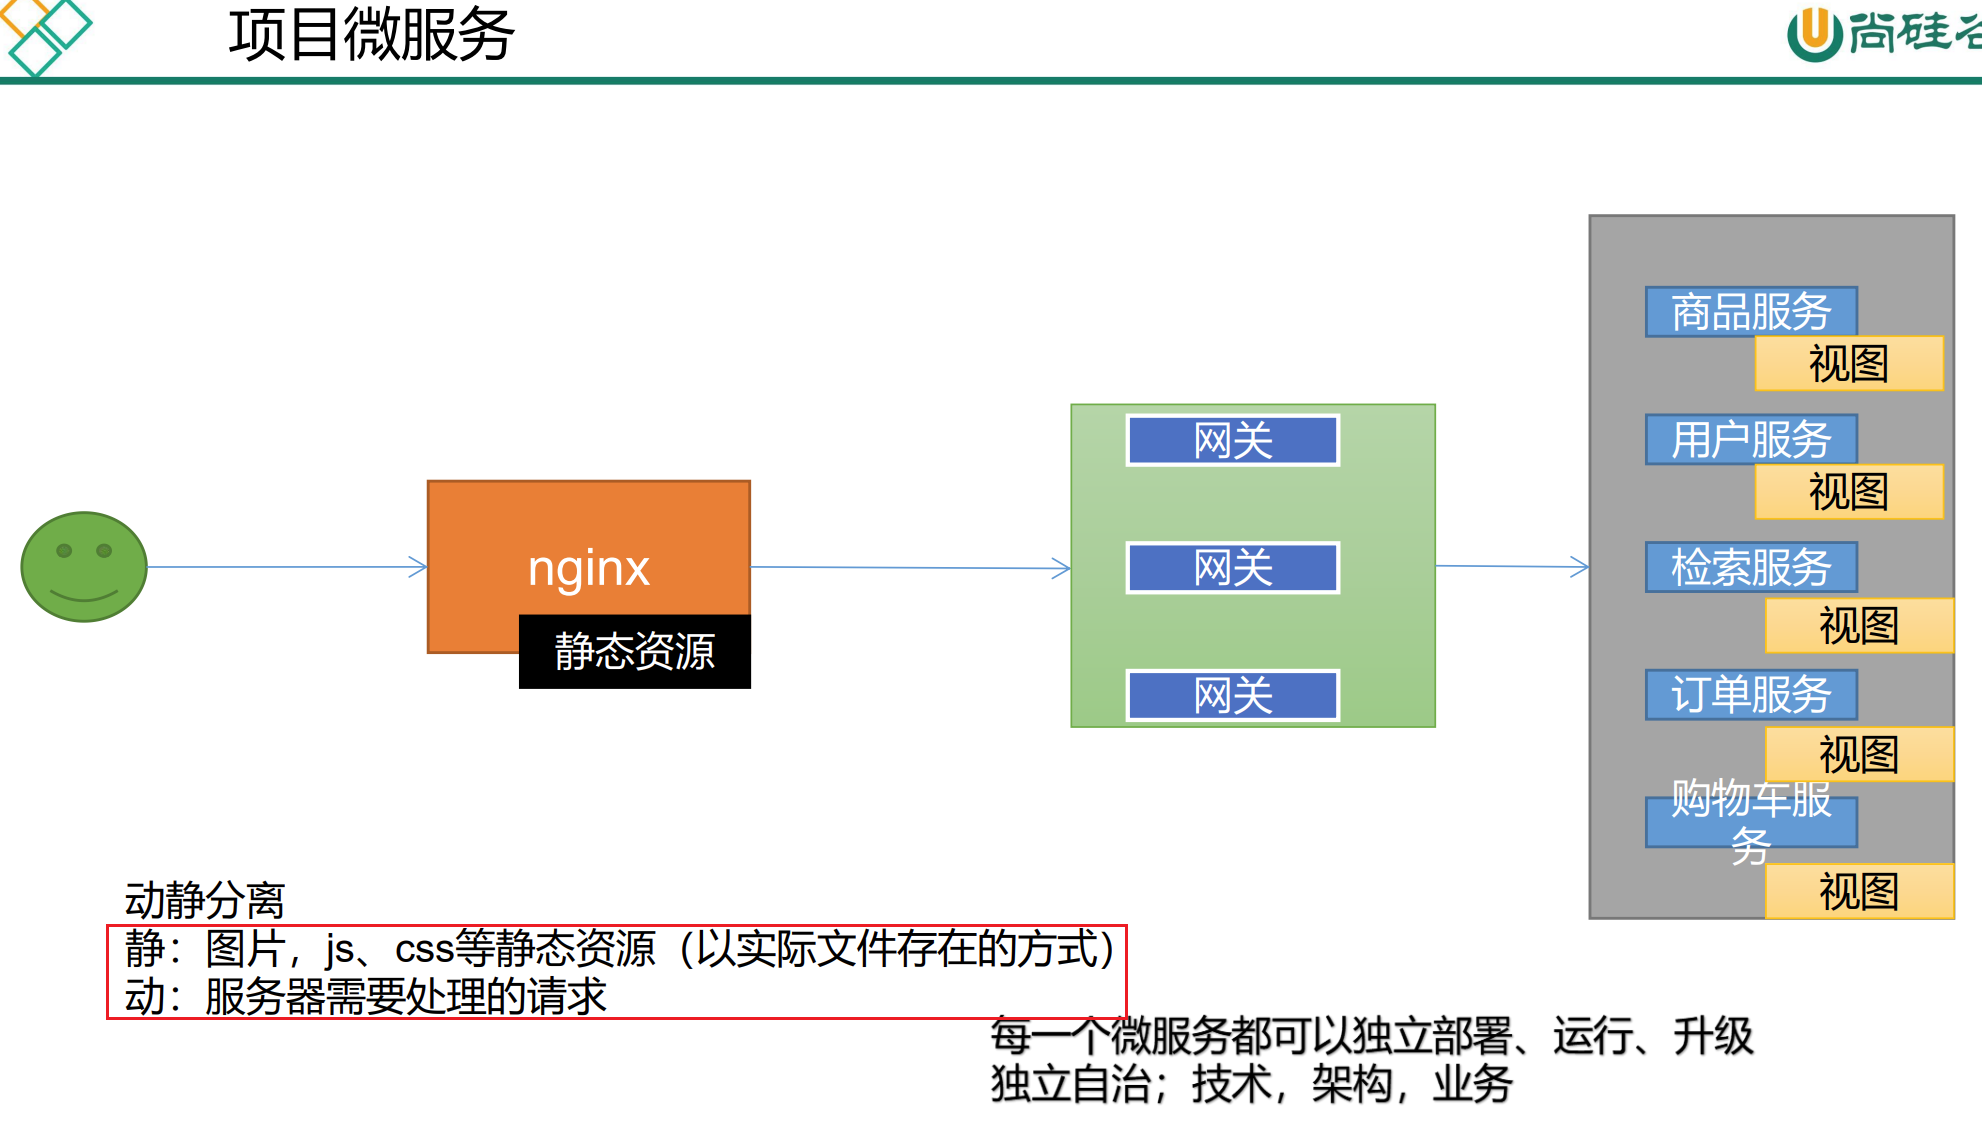 项目微服务
尚硅谷
商品服务
视图
网关
用户服务
视图
nginx
静态资源
网关
检索服务
视图
网关
订单服务
视图
购物车服
务
视图
动静分离
静：图片，js、css等静态资源（以实际文件存在的方式）
动：服务器需要处理的请求
每一个微服务都可以独立部署、运行、升级
独立自治；技术，架构，业务